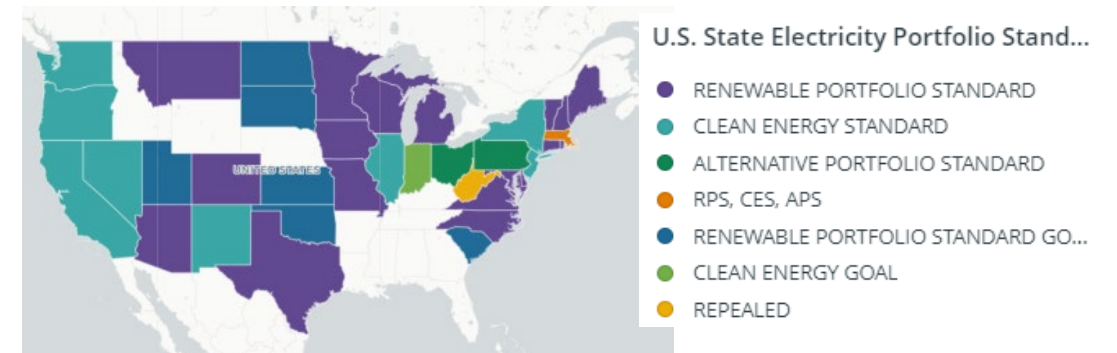 U.S. State Electricity Portfolio Stand...
RENEWABLE PORTFOLIO STANDARD
CLEAN ENERGY STANDARD
ALTERNATIVE PORTFOLIO STANDARD
RPS, CES, APS
RENEWABLE PORTFOLIO STANDARD GO...
CLEAN ENERGY GOAL
REPEALED
UNITED STATES